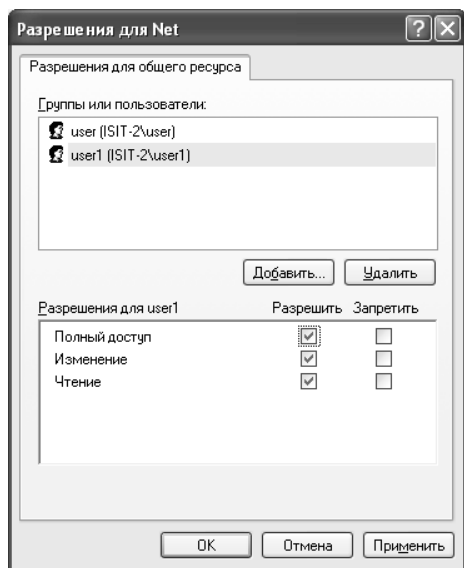 Разрешения для Net
Разрешения для общего ресурса
Группы или пользователи:
user (ISIT-2\user)
user1 (ISIT-2\user1)
Добавить... Удалить
Разрешения для user1 Разрешить Запретить
Полный доступ
Изменение
Чтение
OK Отмена Применить